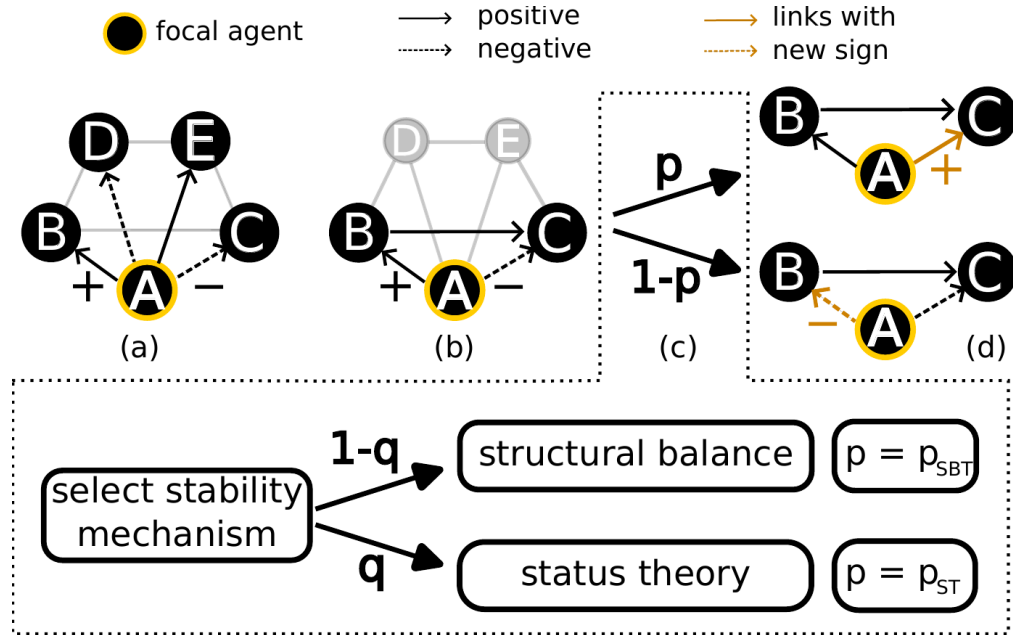 focal agent
positive
negative
links with
new sign
D E
B C
A
+ −
(a)
D E
B C
A
+ −
(b)
p
1-p
(c)
B C
A
+
B C
A
−
(d)
select stability
mechanism
1-q
q
structural balance
p = pSBT
status theory
p = pST